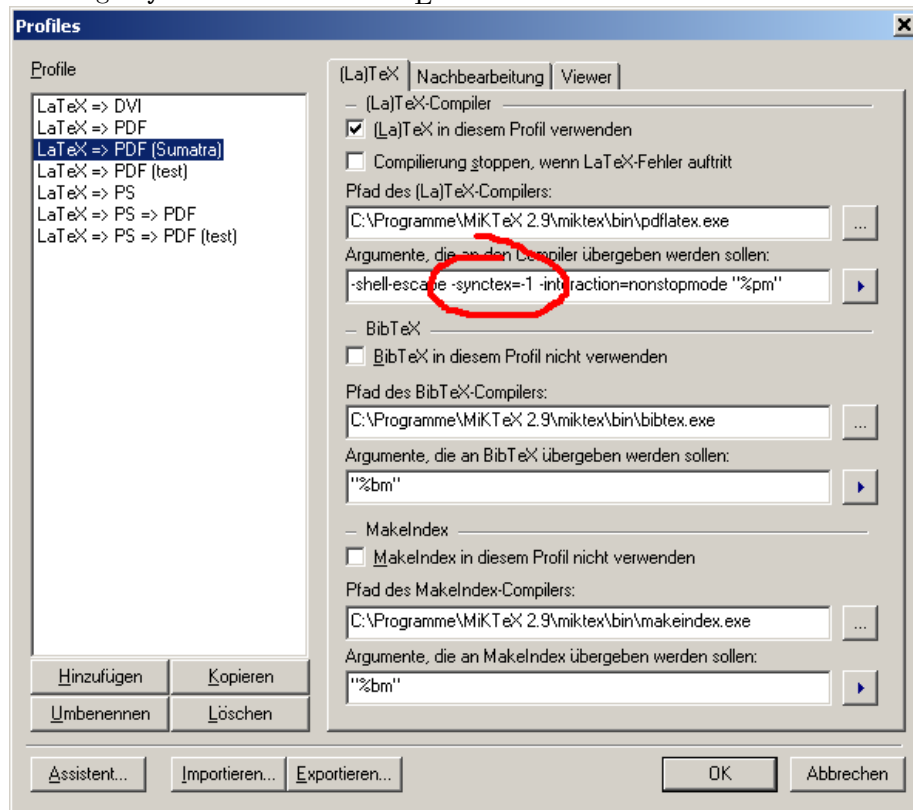 Profiles
Profile
LaTeX => DVI
LaTeX => PDF
LaTeX => PDF (Sumatra)
LaTeX => PDF (test)
LaTeX => PS
LaTeX => PS => PDF
LaTeX => PS => PDF (test)
Hinzufügen Kopieren
Umbenennen Löschen
(La)TeX Nachbearbeitung Viewer
(La)TeX-Compiler
(La)TeX in diesem Profil verwenden
Compilierung stoppen, wenn LaTeX-Fehler auftritt
Pfad des (La)TeX-Compilers:
C:\Programme\MiKTeX 2.9\miktex\bin\pdflatex.exe
...
Argumente, die an den Compiler übergeben werden sollen:
-shell-escape -synctex=-1 -interaction=nonstopmode "%pm"
BibTeX
BibTeX in diesem Profil nicht verwenden
Pfad des BibTeX-Compilers:
C:\Programme\MiKTeX 2.9\miktex\bin\bibtex.exe
...
Argumente, die an BibTeX übergeben werden sollen:
"%bm"
MakeIndex
MakeIndex in diesem Profil nicht verwenden
Pfad des MakeIndex-Compilers:
C:\Programme\MiKTeX 2.9\miktex\bin\makeindex.exe
...
Argumente, die an MakeIndex übergeben werden sollen:
"%bm"
Assistent... Importieren... Exportieren... OK Abbrechen